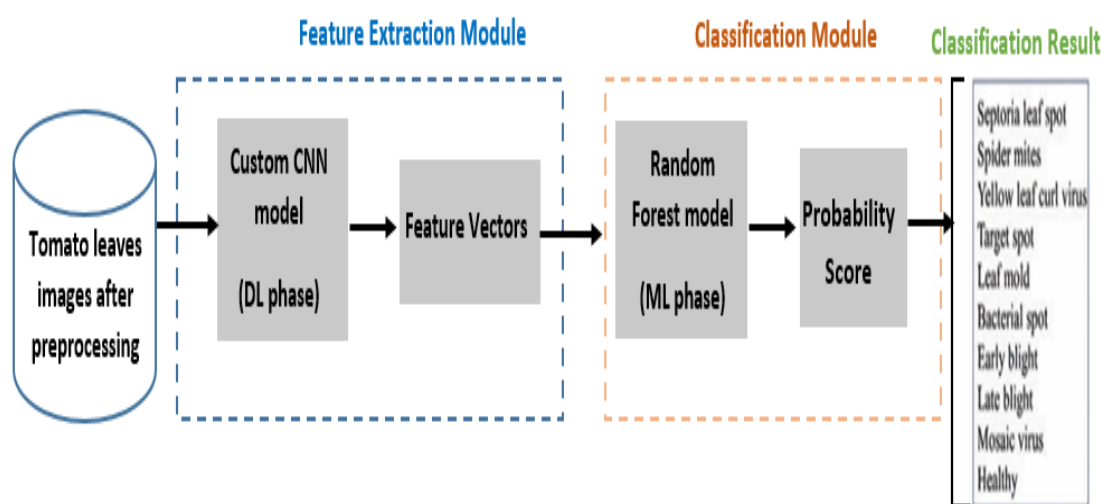 Feature Extraction Module
Classification Module
Classification Result
Tomato leaves
images after
preprocessing
Custom CNN
model
(DL phase)
Feature Vectors
Random
Forest model
(ML phase)
Probability
Score
Septoria leaf spot
Spider mites
Yellow leaf curl virus
Target spot
Leaf mold
Bacterial spot
Early blight
Late blight
Mosaic virus
Healthy